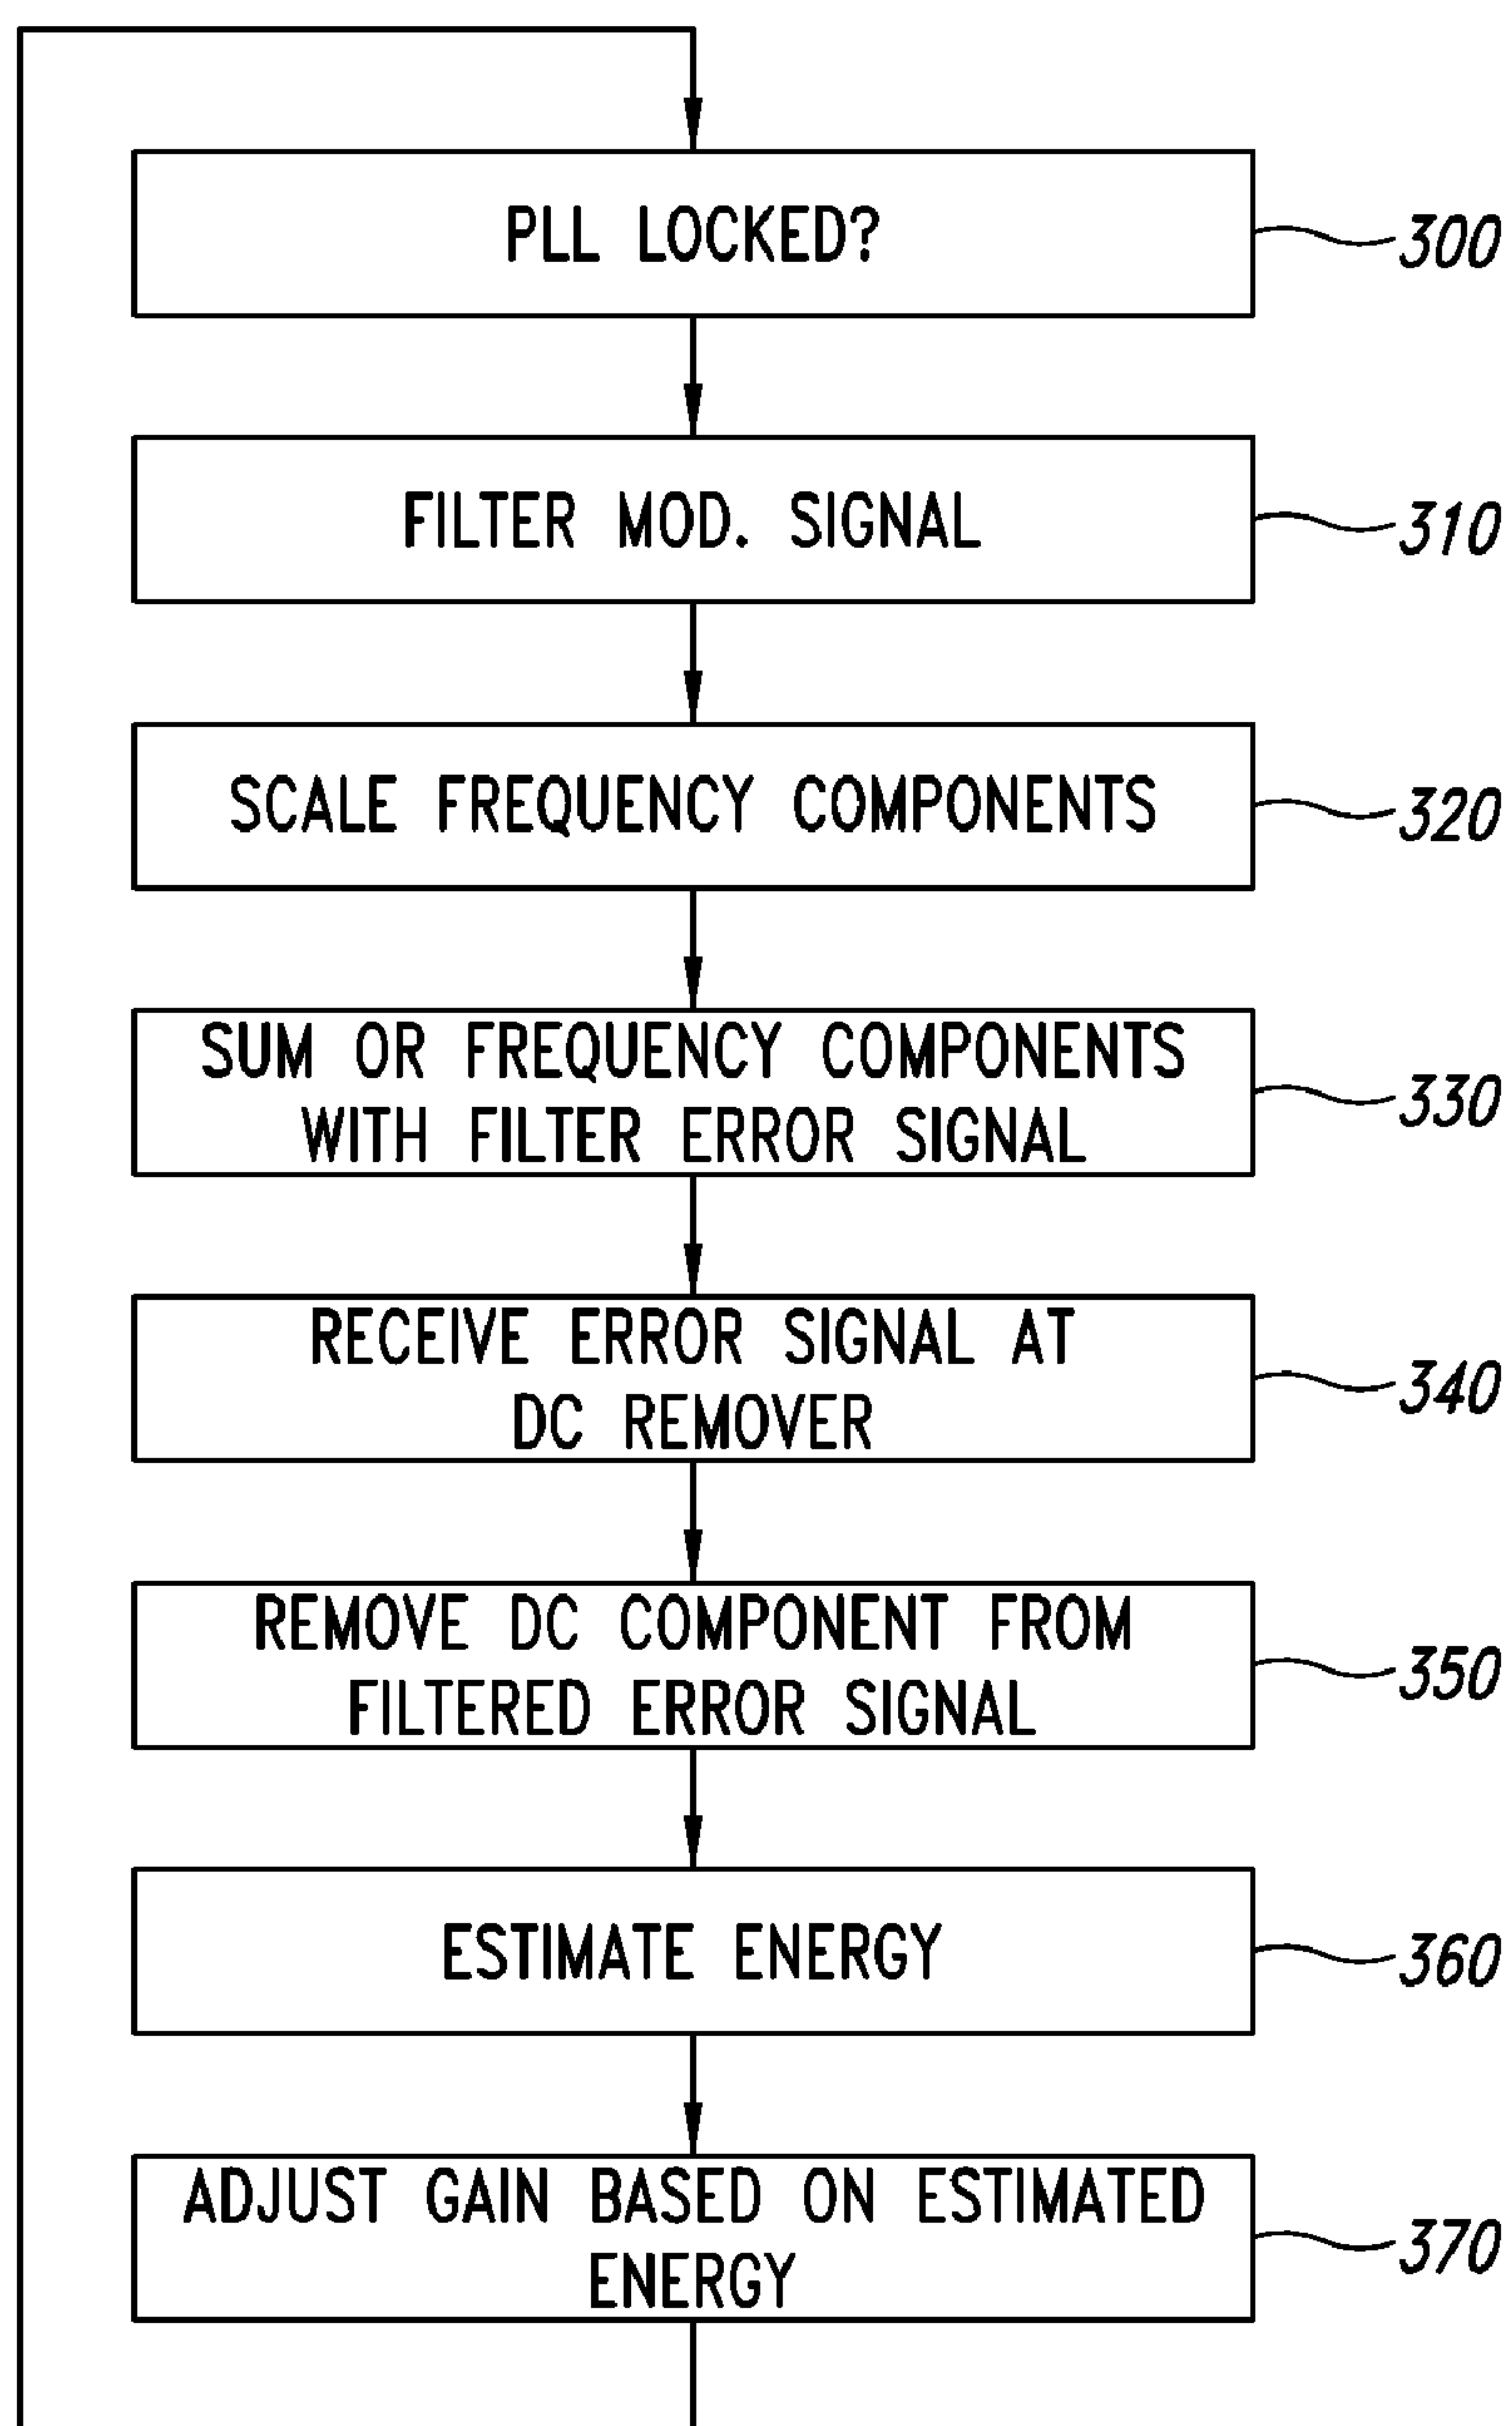 PLL LOCKED?
300
FILTER MOD. SIGNAL
310
SCALE FREQUENCY COMPONENTS
320
SUM OR FREQUENCY COMPONENTS
WITH FILTER ERROR SIGNAL
330
RECEIVE ERROR SIGNAL AT
DC REMOVER
340
REMOVE DC COMPONENT FROM
FILTERED ERROR SIGNAL
350
ESTIMATE ENERGY
360
ADJUST GAIN BASED ON ESTIMATED
ENERGY
370